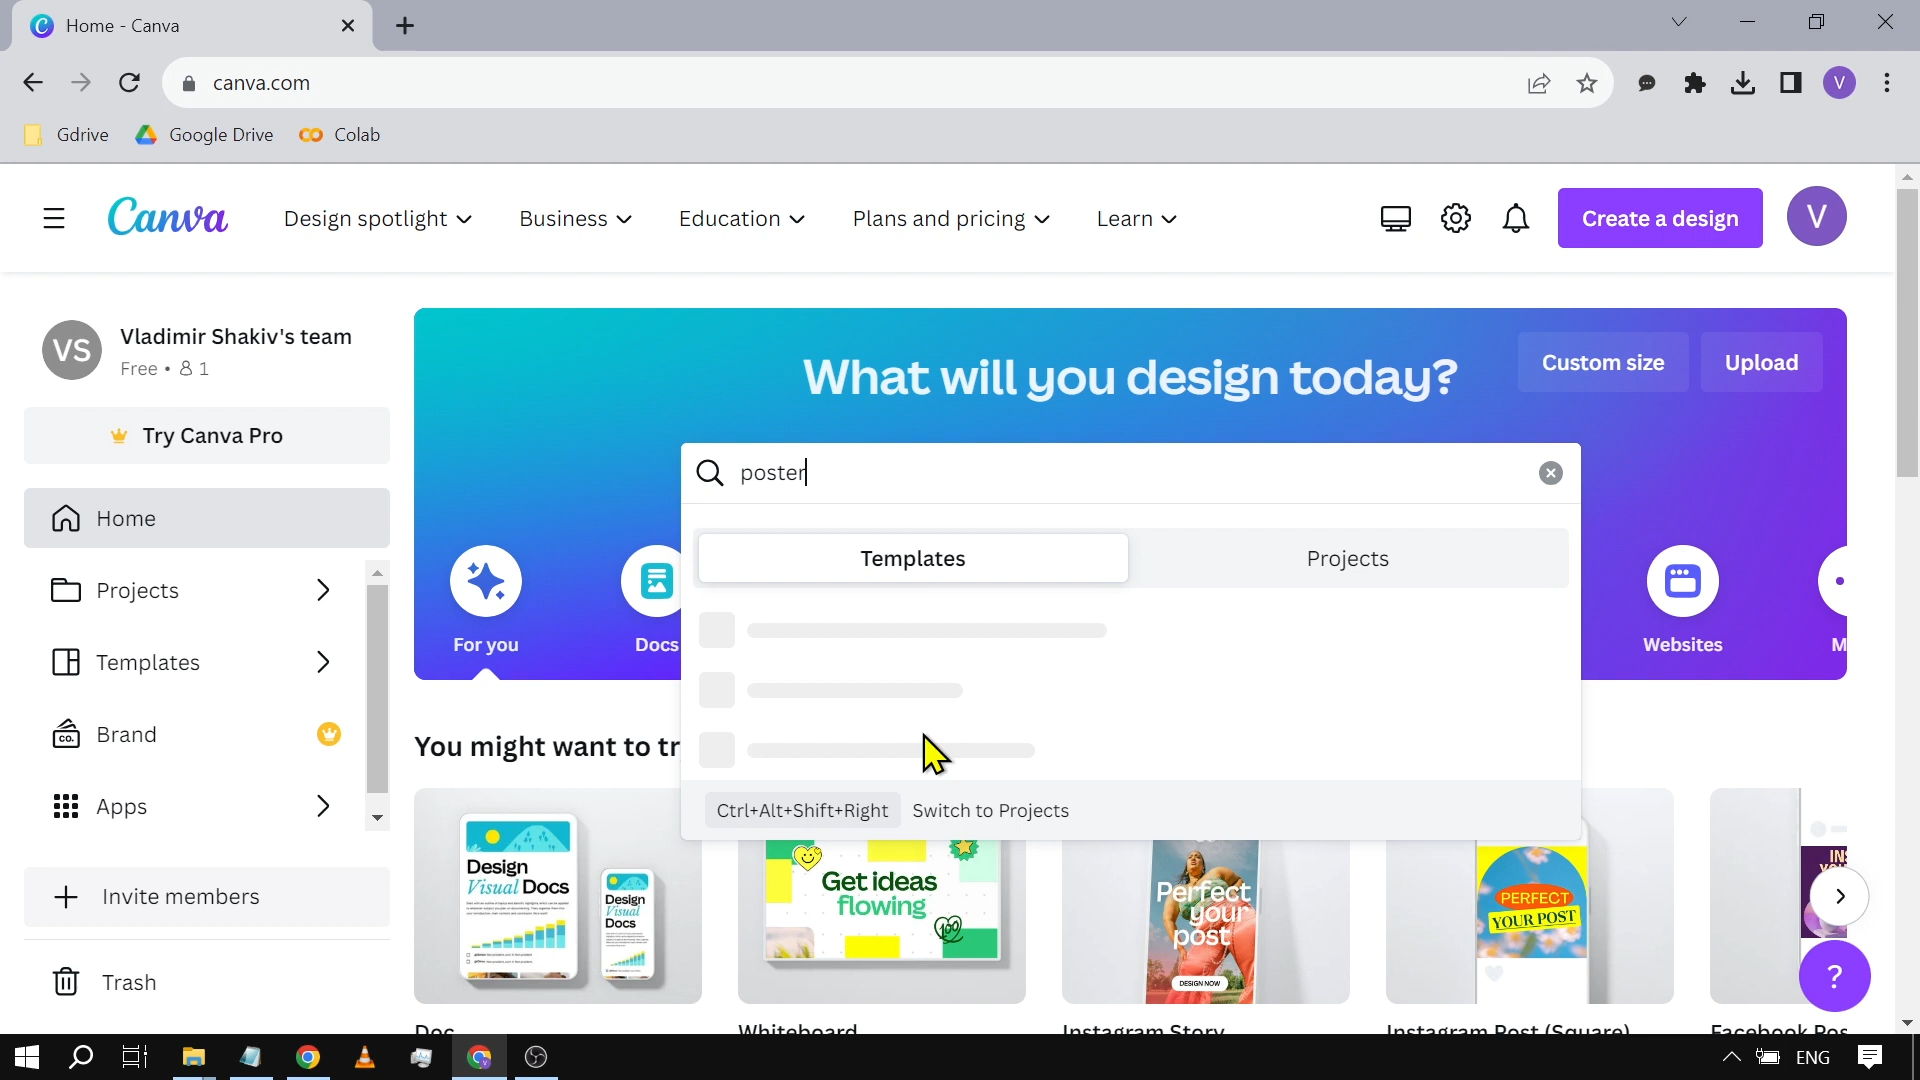 Home - Canva
canva.com
Gdrive
Google Drive
Colab
V
Canva
Design spotlight
Business
Education
Plans and pricing
Learn
Create a design
V
VS
Vladimir Shakiv's team
Free • 1
Try Canva Pro
Home
Projects
Templates
CO.
Brand
Apps
Invite members
Trash
What will you design today?
Custom size
Upload
poster
Templates
Projects
Ctrl+Alt+Shift+Right
Switch to Projects
For you
Docs
Websites
M
You might want to tr
Design
Visual Docs
Design
Visual
Docs
Get ideas
flowing
100
Perfect
your
post
DESIGN NOW
PERFECT
YOUR POST
?
Doc
Whiteboard
Instagram Story
Instagram Post (Square)
Facebook Pos
ENG